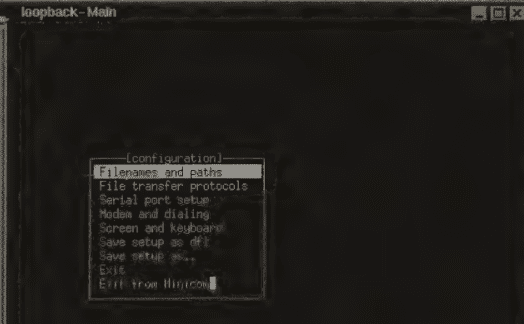 loopback-Main
[configuration]
Filenames and paths
File transfer protocols
Serial port setup
Modem and dialing
Screen and keyboard
Save setup as dfl
Save setup as..
Exit
Exit from Minicom